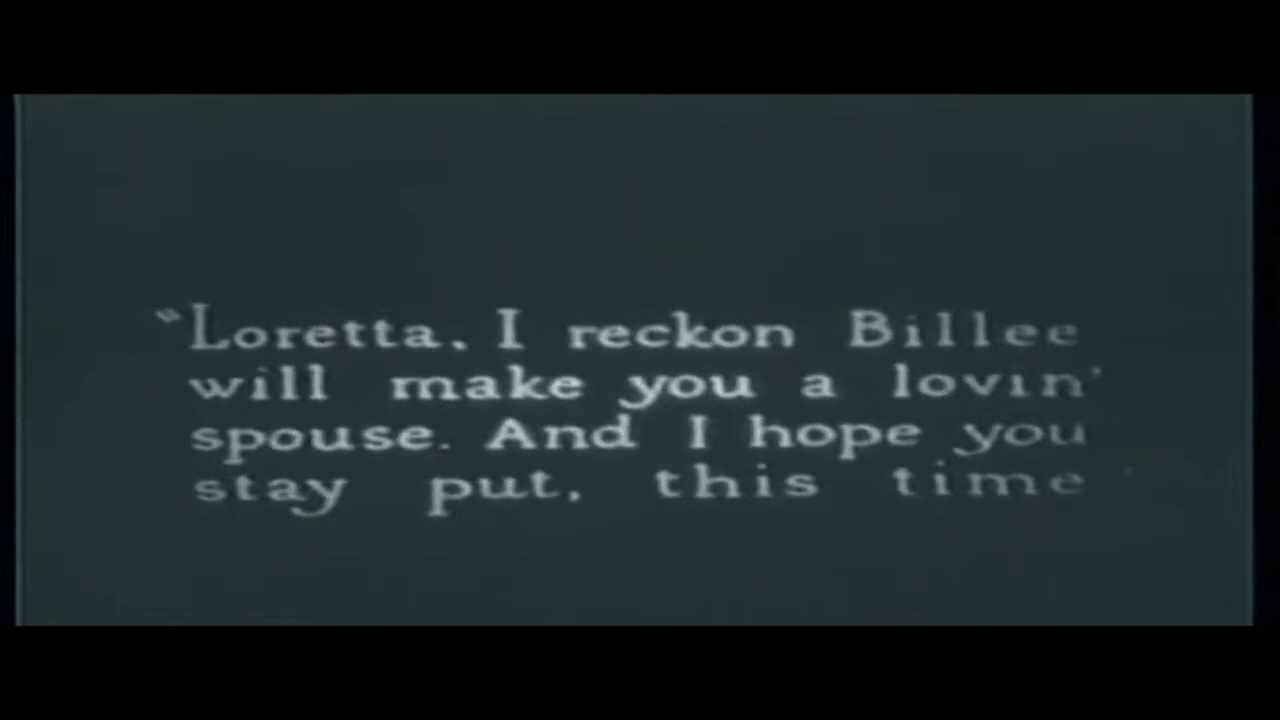 "Loretta, I reckon Billee
will make you a lovin'
spouse. And I hope you
stay put, this time